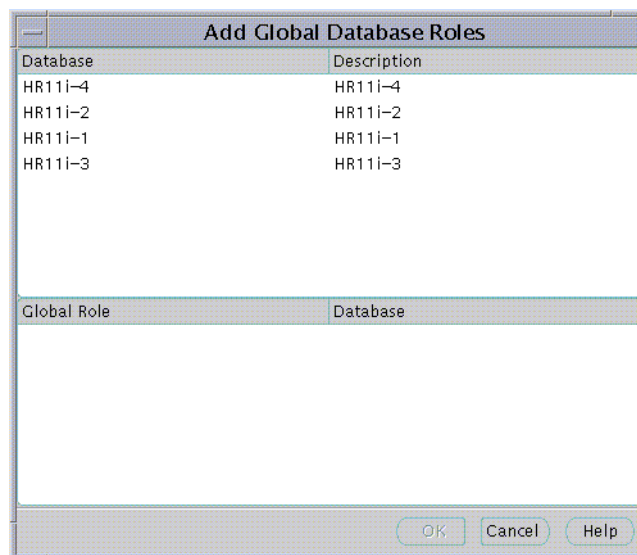 Add Global Database Roles
Database Description
HR11i-4 HR11i-4
HR11i-2 HR11i-2
HR11i-1 HR11i-1
HR11i-3 HR11i-3
Global Role Database
OK Cancel Help